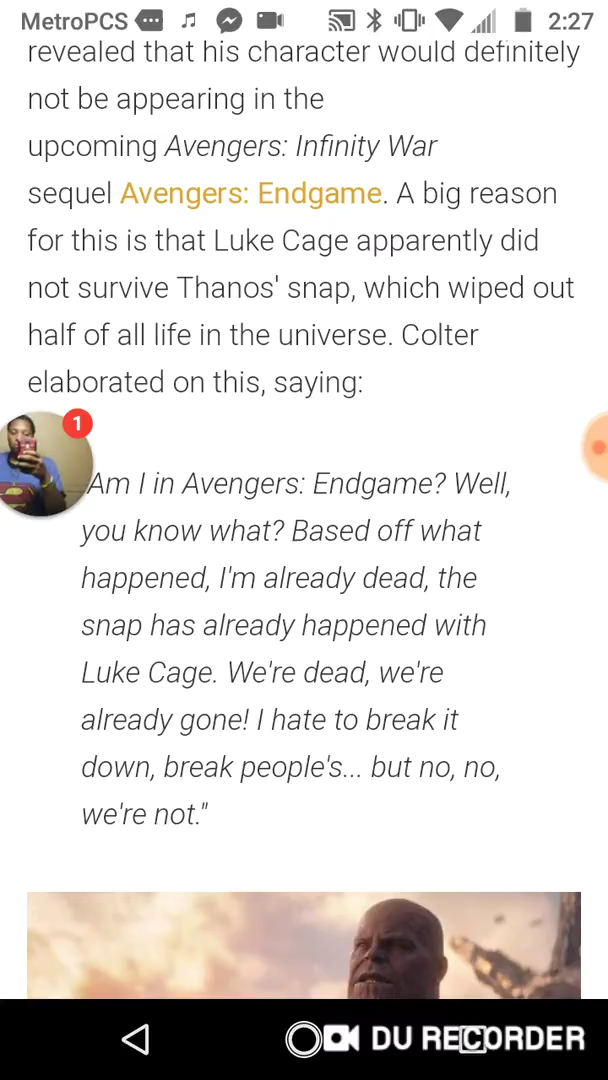 MetroPCS 2:27
revealed that his character would definitely
not be appearing in the
upcoming Avengers: Infinity War
sequel Avengers: Endgame. A big reason
for this is that Luke Cage apparently did
not survive Thanos' snap, which wiped out
half of all life in the universe. Colter
elaborated on this, saying:
1
Am I in Avengers: Endgame? Well,
you know what? Based off what
happened, I'm already dead, the
snap has already happened with
Luke Cage. We're dead, we're
already gone! I hate to break it
down, break people's... but no, no,
we're not."
DU RECORDER